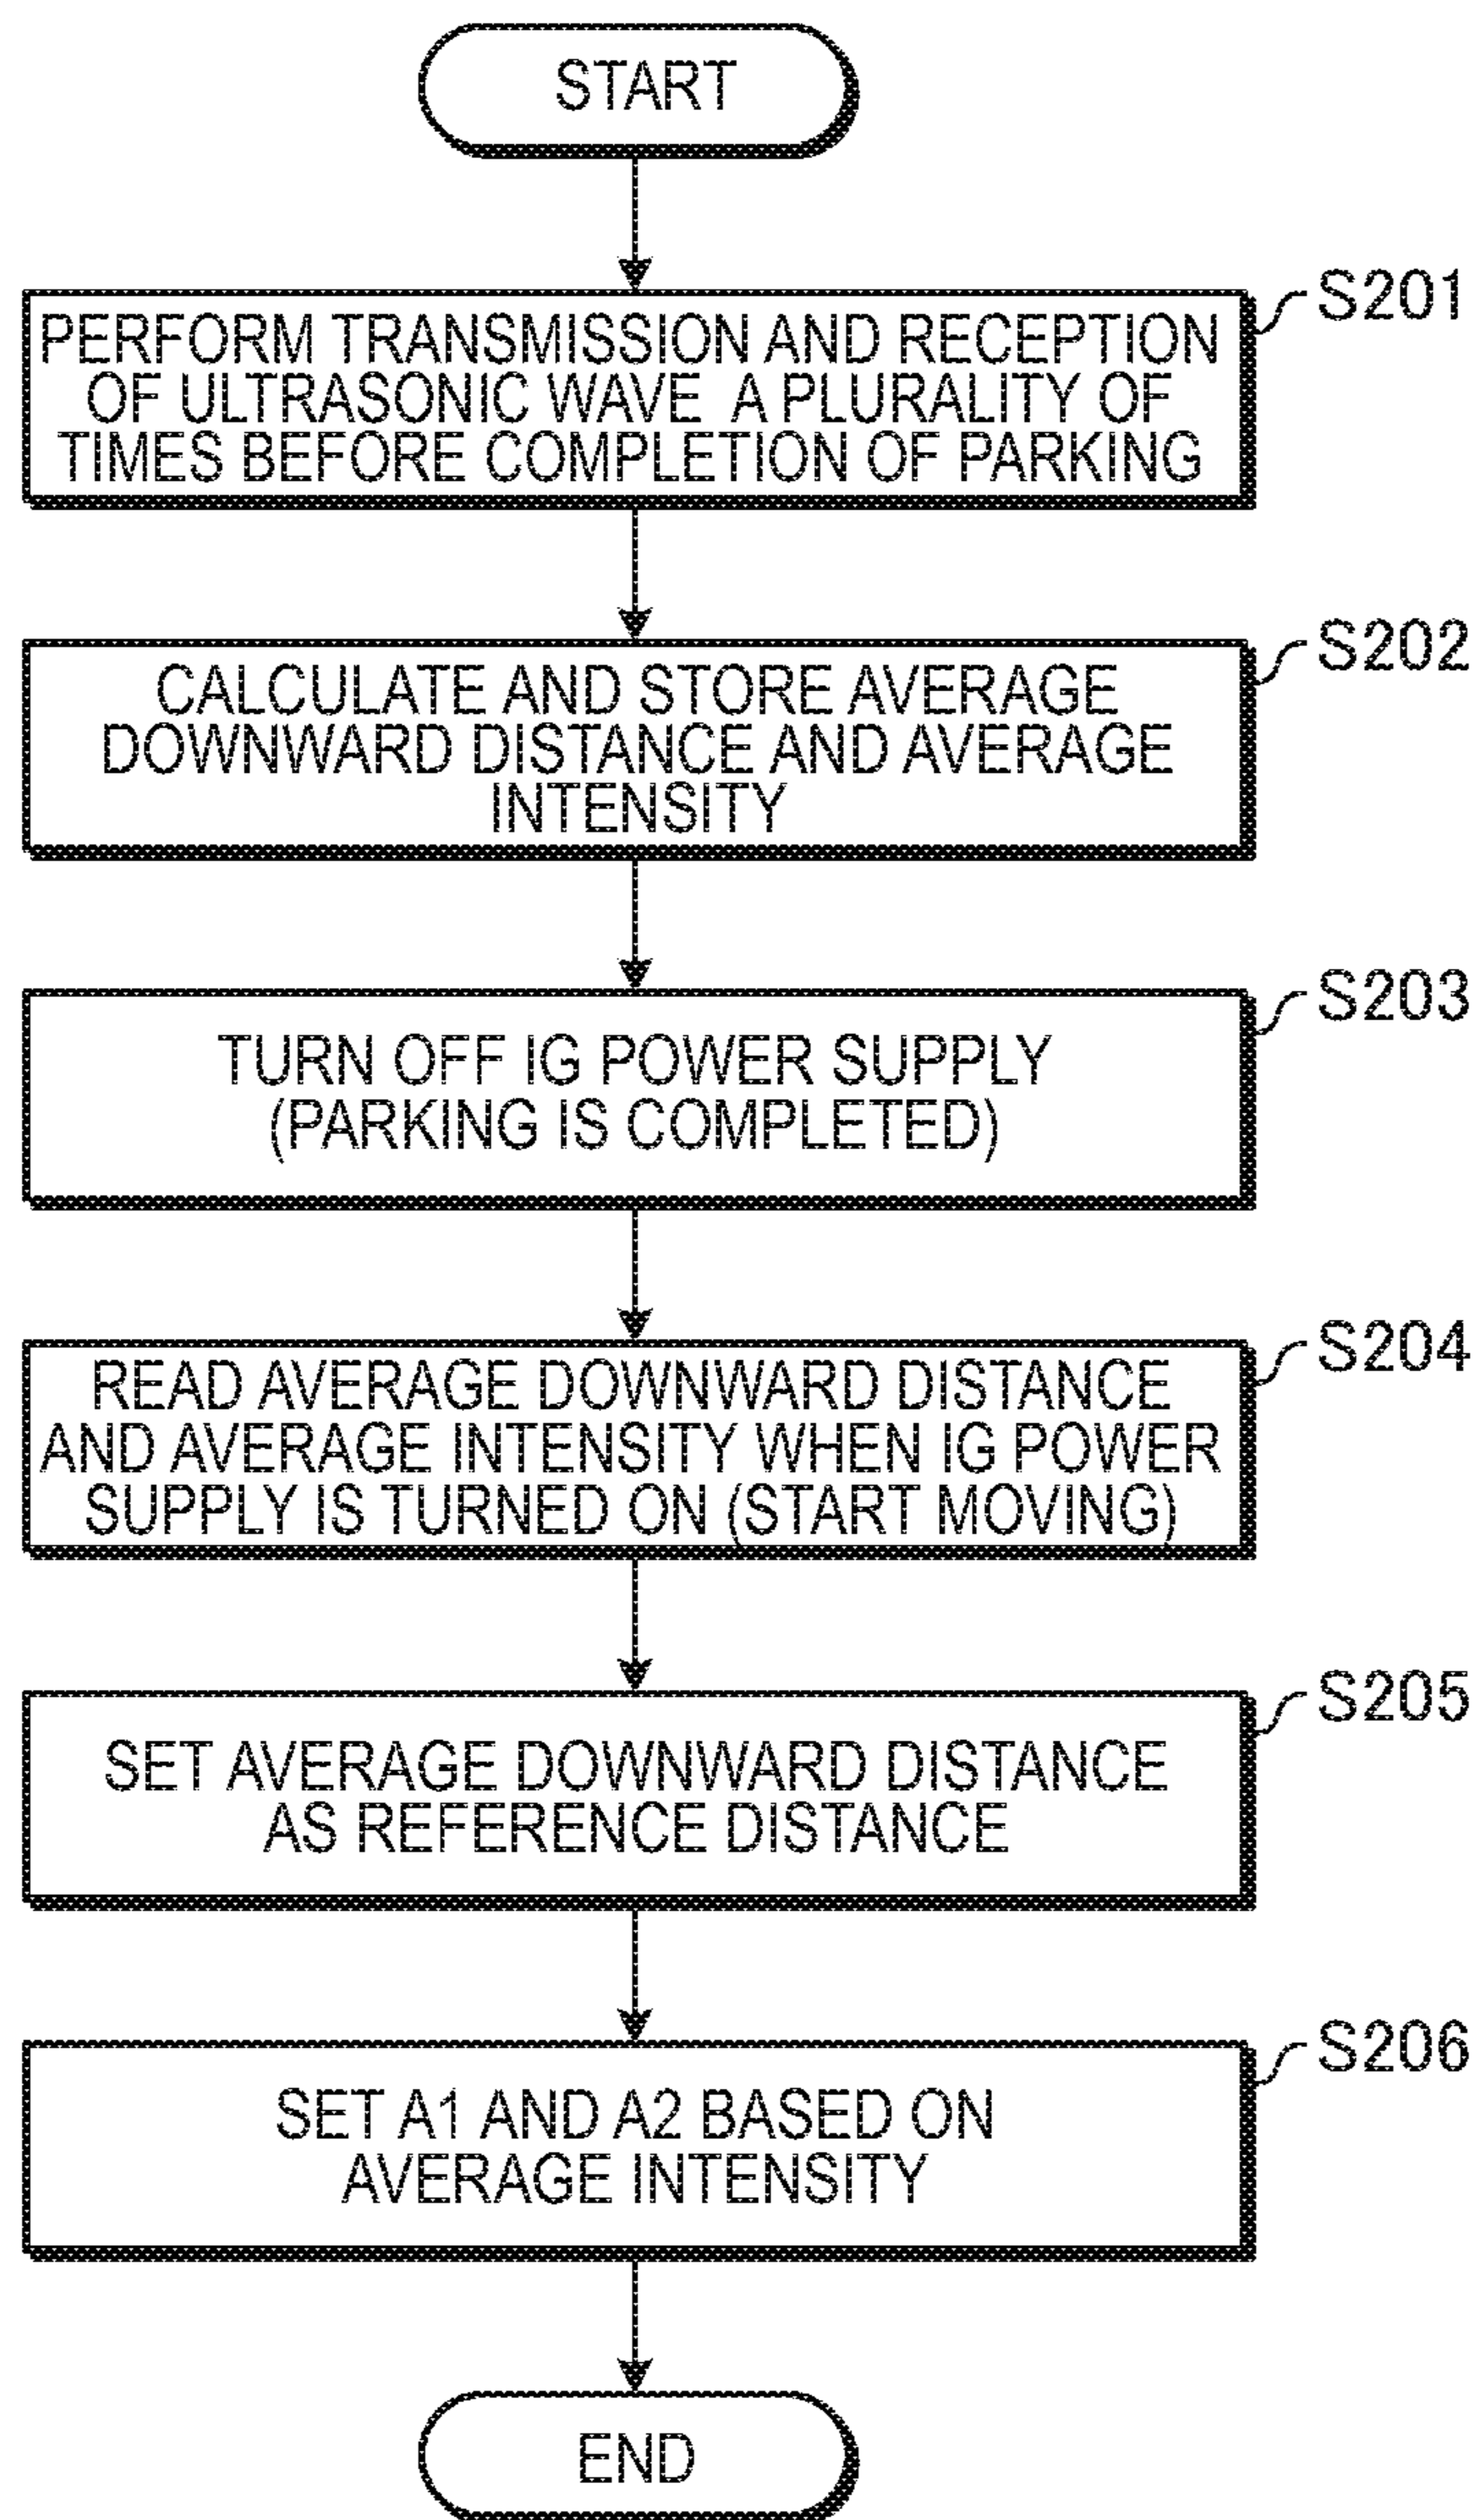 START
S201
PERFORM TRANSMISSION AND RECEPTION
OF ULTRASONIC WAVE A PLURALITY OF
TIMES BEFORE COMPLETION OF PARKING
S202
CALCULATE AND STORE AVERAGE
DOWNWARD DISTANCE AND AVERAGE
INTENSITY
S203
TURN OFF IG POWER SUPPLY
(PARKING IS COMPLETED)
S204
READ AVERAGE DOWNWARD DISTANCE
AND AVERAGE INTENSITY WHEN IG POWER
SUPPLY IS TURNED ON (START MOVING)
S205
SET AVERAGE DOWNWARD DISTANCE
AS REFERENCE DISTANCE
S206
SET A1 AND A2 BASED ON
AVERAGE INTENSITY
END